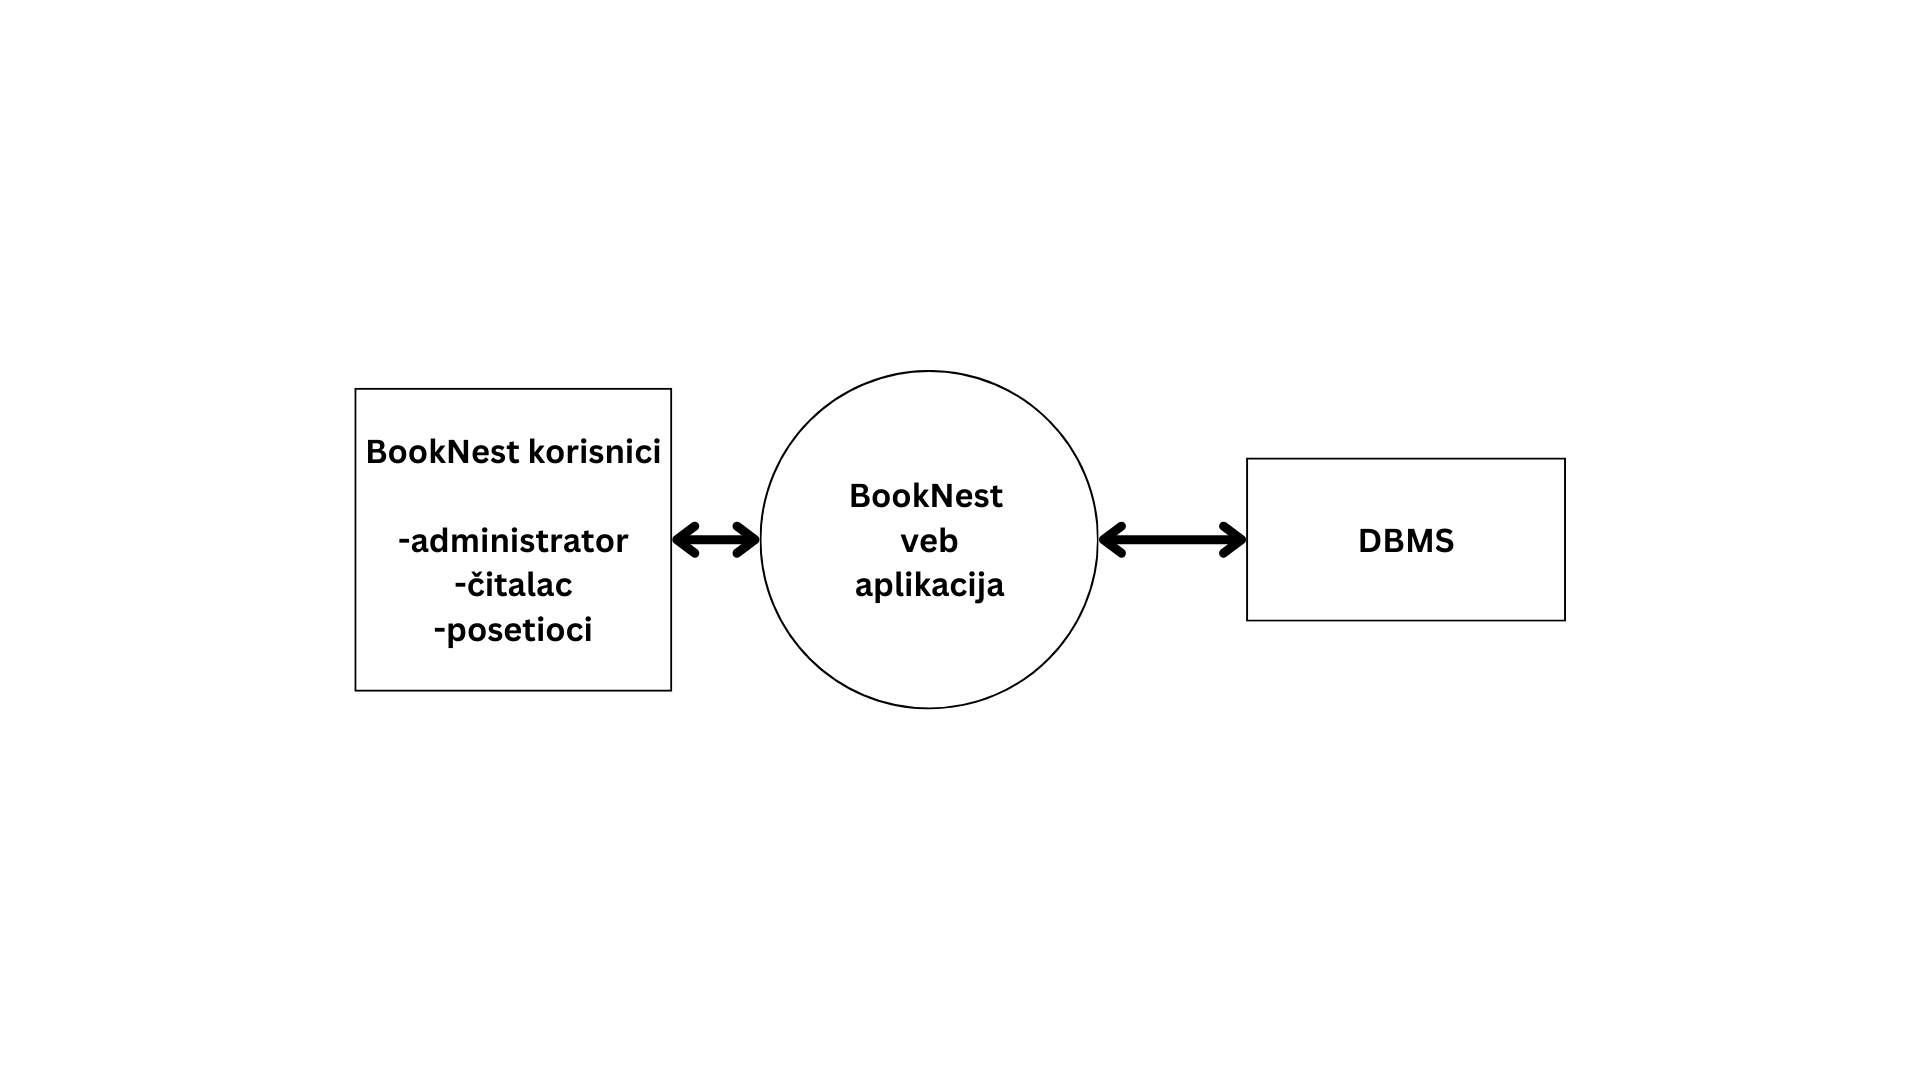 BookNest korisnici
-administrator
-čitalac
-posetioci
BookNest
veb
aplikacija
DBMS